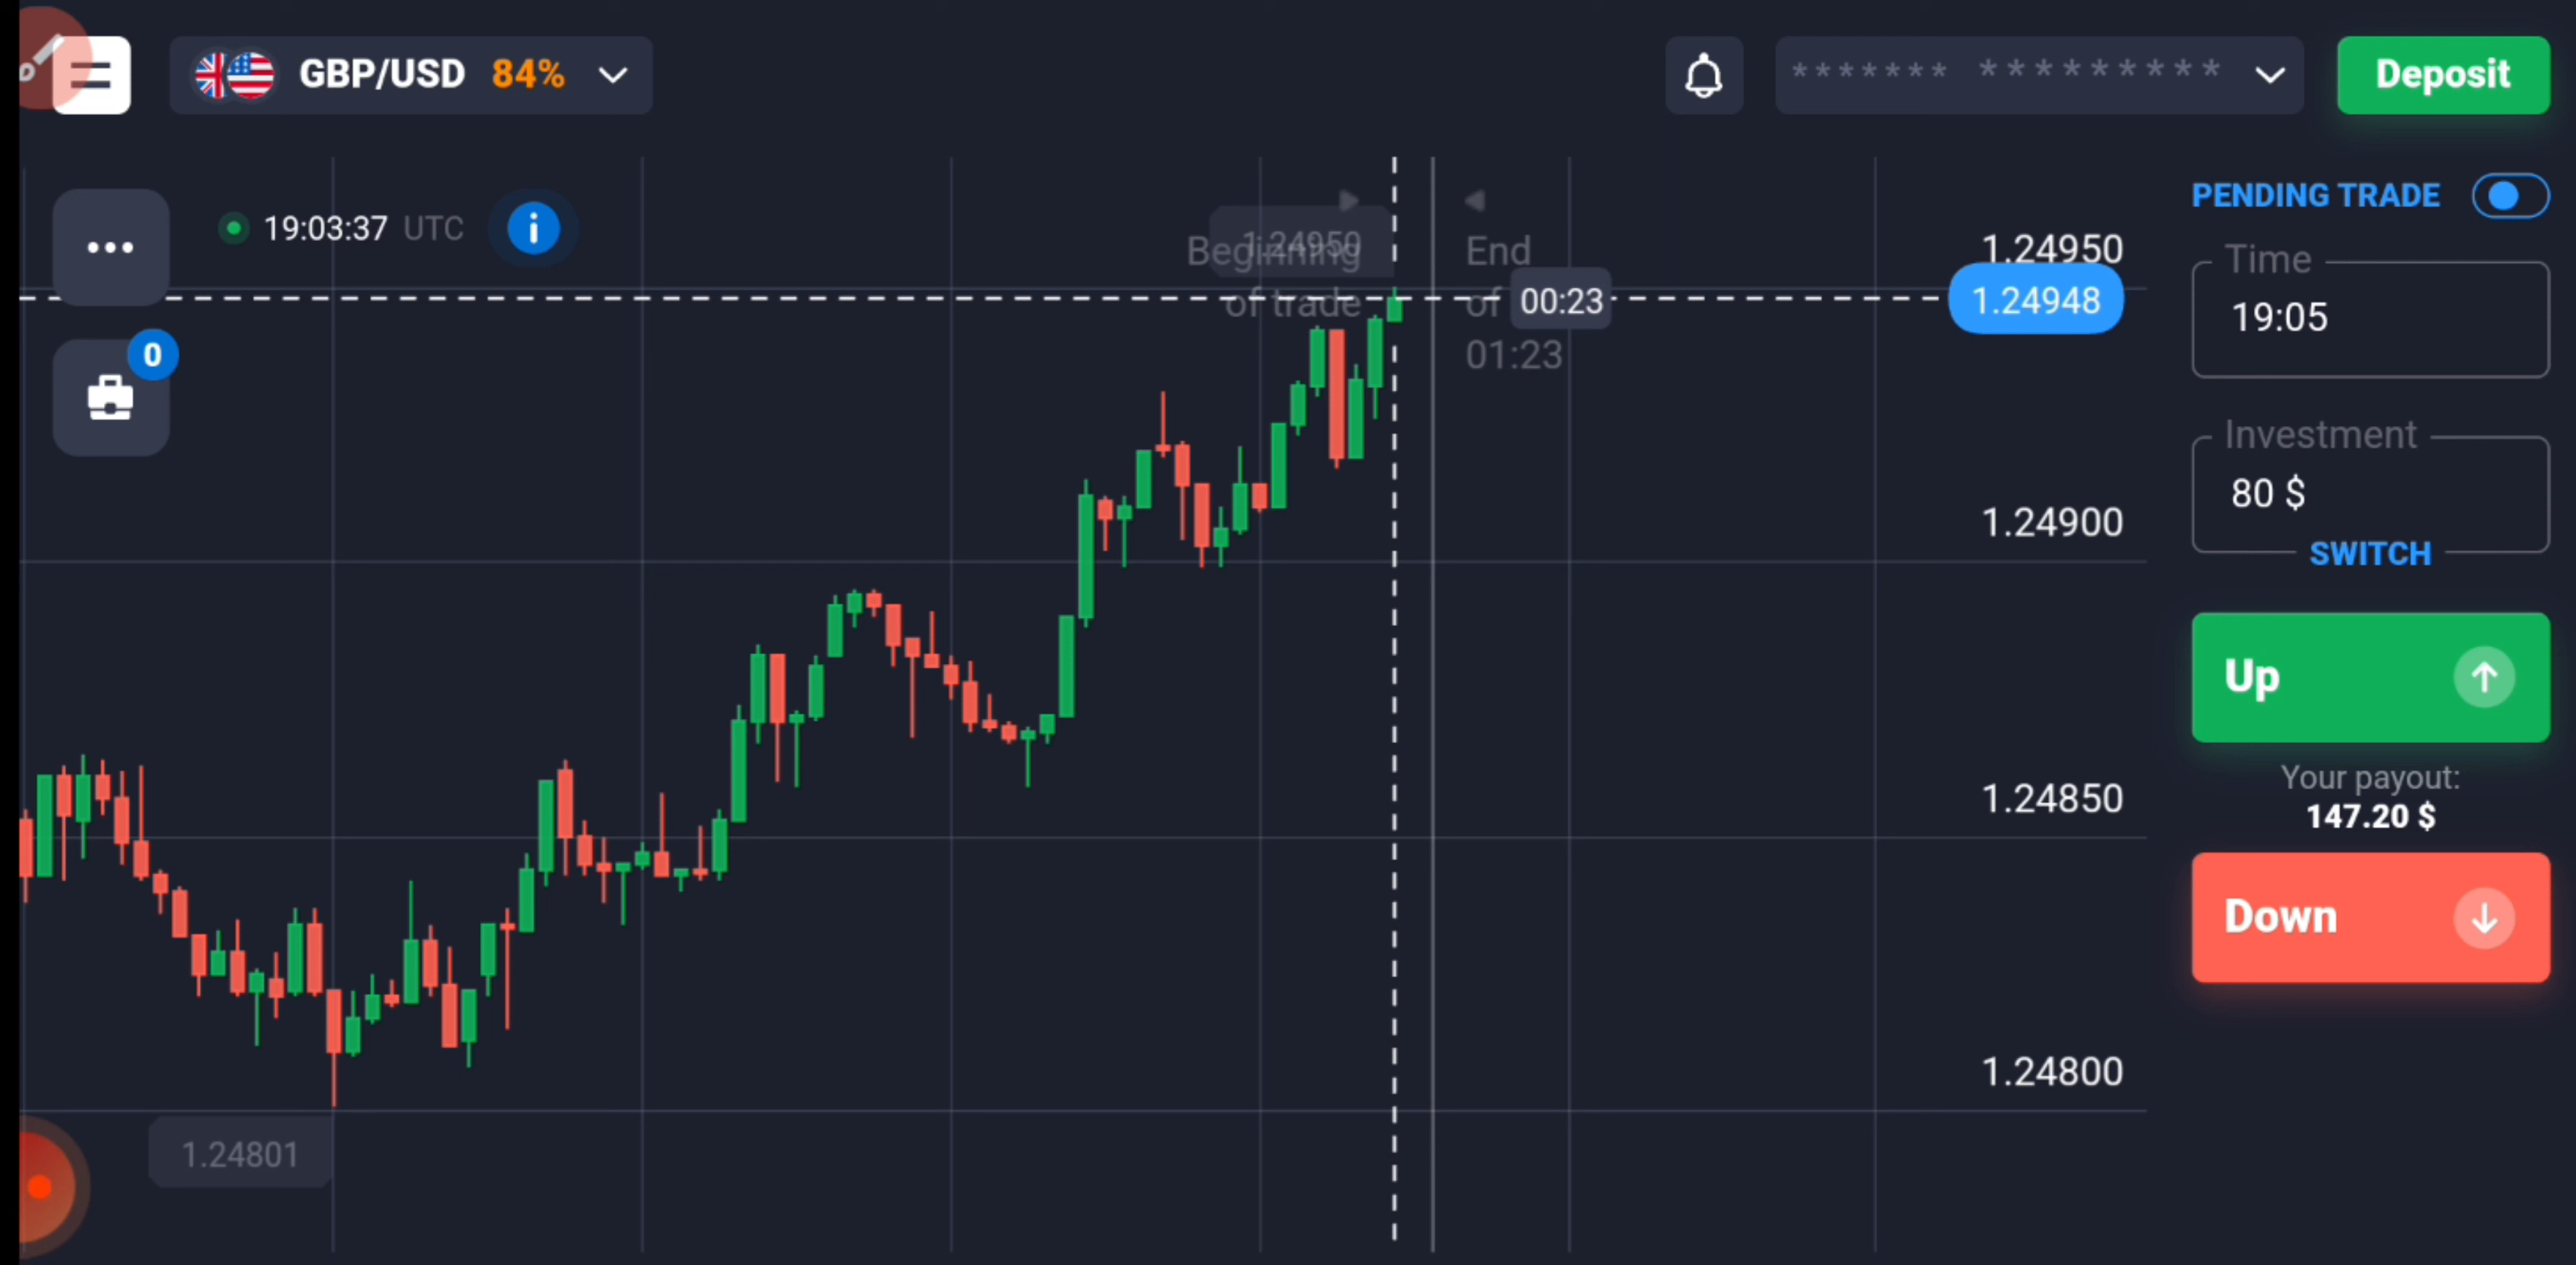 GBP/USD 84%
******* *********
Deposit
19:03:37 UTC
i
0
1.24950
Beginning
of trade
End
of
01:23
00:23
1.24950
1.24948
1.24900
1.24850
1.24800
1.24801
PENDING TRADE
Time
19:05
Investment
80 $
SWITCH
Up
Your payout:
147.20 $
Down